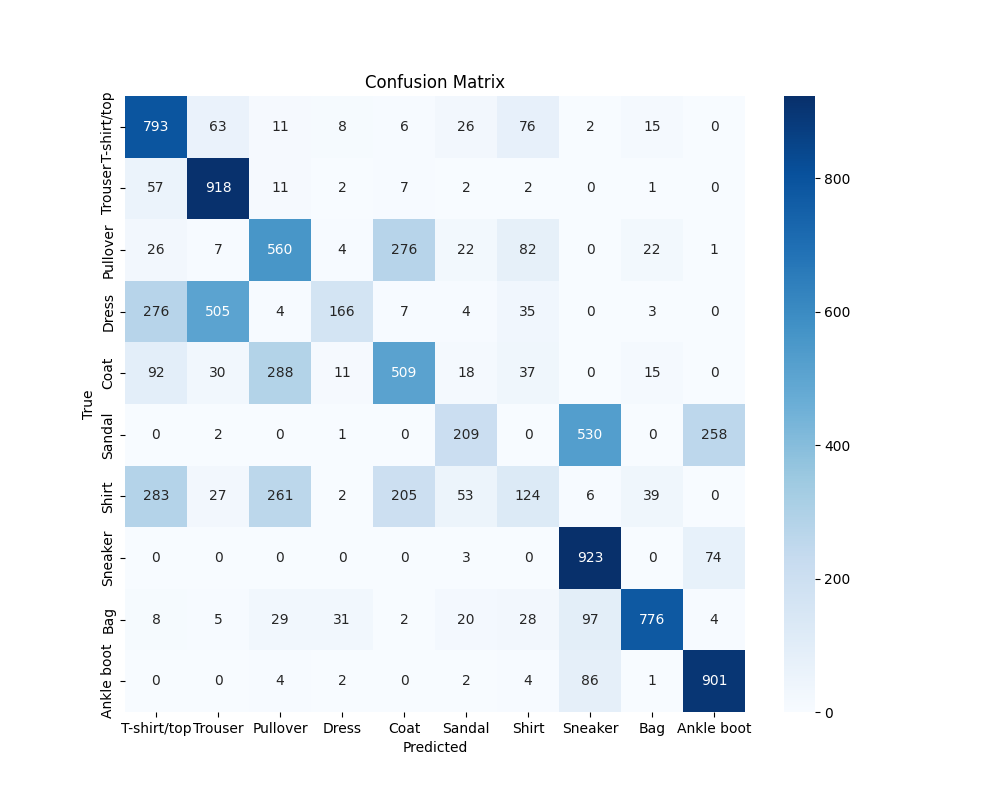 Confusion Matrix
T-shirt/top 793 63 11 8 6 26 76 2 15 0
Trouser 57 918 11 2 7 2 2 0 1 0
Pullover 26 7 560 4 276 22 82 0 22 1
Dress 276 505 4 166 7 4 35 0 3 0
Coat 92 30 288 11 509 18 37 0 15 0
Sandal 0 2 0 1 0 209 0 530 0 258
Shirt 283 27 261 2 205 53 124 6 39 0
Sneaker 0 0 0 0 0 3 0 923 0 74
Bag 8 5 29 31 2 20 28 97 776 4
Ankle boot 0 0 4 2 0 2 4 86 1 901
T-shirt/top Trouser Pullover Dress Coat Sandal Shirt Sneaker Bag Ankle boot
Predicted
True
800
600
400
200
0